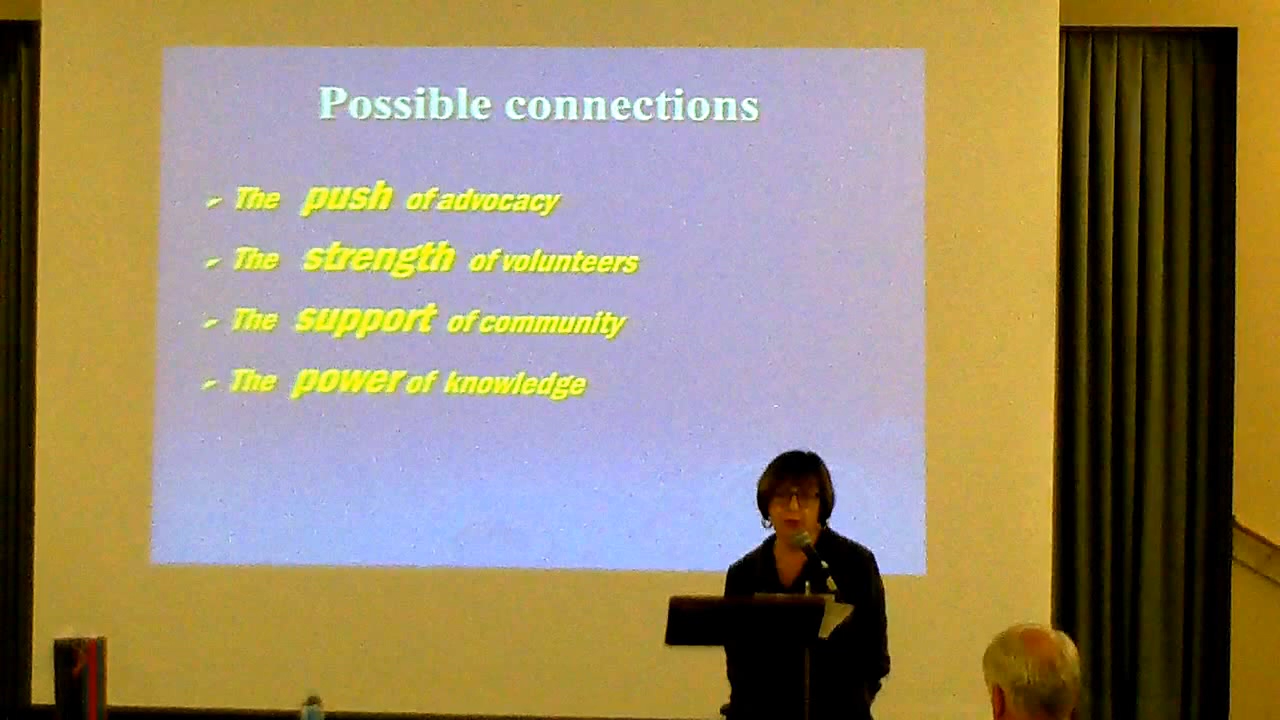 Possible connections
The push of advocacy
The strength of volunteers
The support of community
The power of knowledge